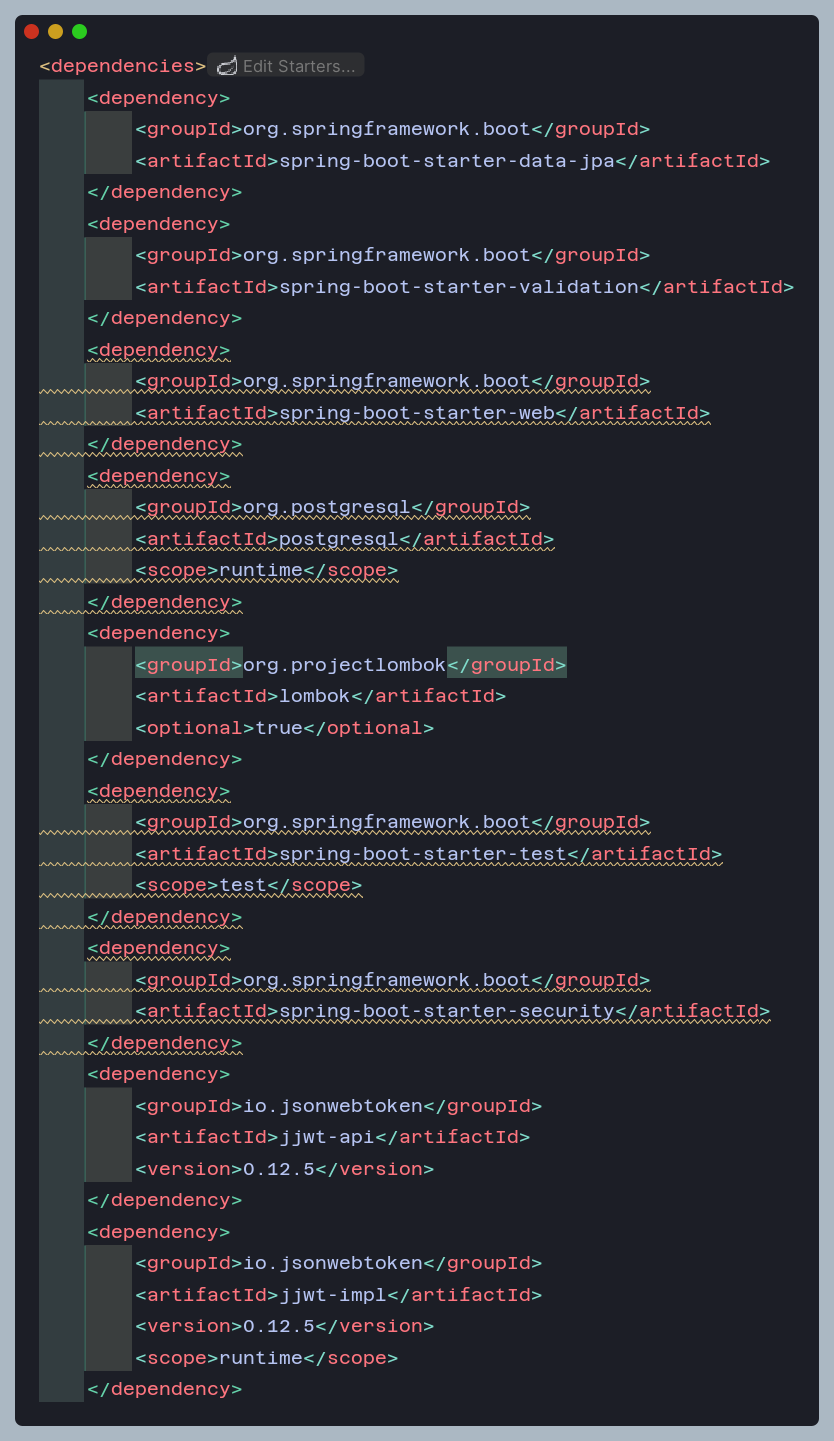 <dependencies> Edit Starters...
<dependency>
<groupId>org.springframework.boot</groupId>
<artifactId>spring-boot-starter-data-jpa</artifactId>
</dependency>
<dependency>
<groupId>org.springframework.boot</groupId>
<artifactId>spring-boot-starter-validation</artifactId>
</dependency>
<dependency>
<groupId>org.springframework.boot</groupId>
<artifactId>spring-boot-starter-web</artifactId>
</dependency>
<dependency>
<groupId>org.postgresql</groupId>
<artifactId>postgresql</artifactId>
<scope>runtime</scope>
</dependency>
<dependency>
<groupId>org.projectlombok</groupId>
<artifactId>lombok</artifactId>
<optional>true</optional>
</dependency>
<dependency>
<groupId>org.springframework.boot</groupId>
<artifactId>spring-boot-starter-test</artifactId>
<scope>test</scope>
</dependency>
<dependency>
<groupId>org.springframework.boot</groupId>
<artifactId>spring-boot-starter-security</artifactId>
</dependency>
<dependency>
<groupId>io.jsonwebtoken</groupId>
<artifactId>jjwt-api</artifactId>
<version>0.12.5</version>
</dependency>
<dependency>
<groupId>io.jsonwebtoken</groupId>
<artifactId>jjwt-impl</artifactId>
<version>0.12.5</version>
<scope>runtime</scope>
</dependency>